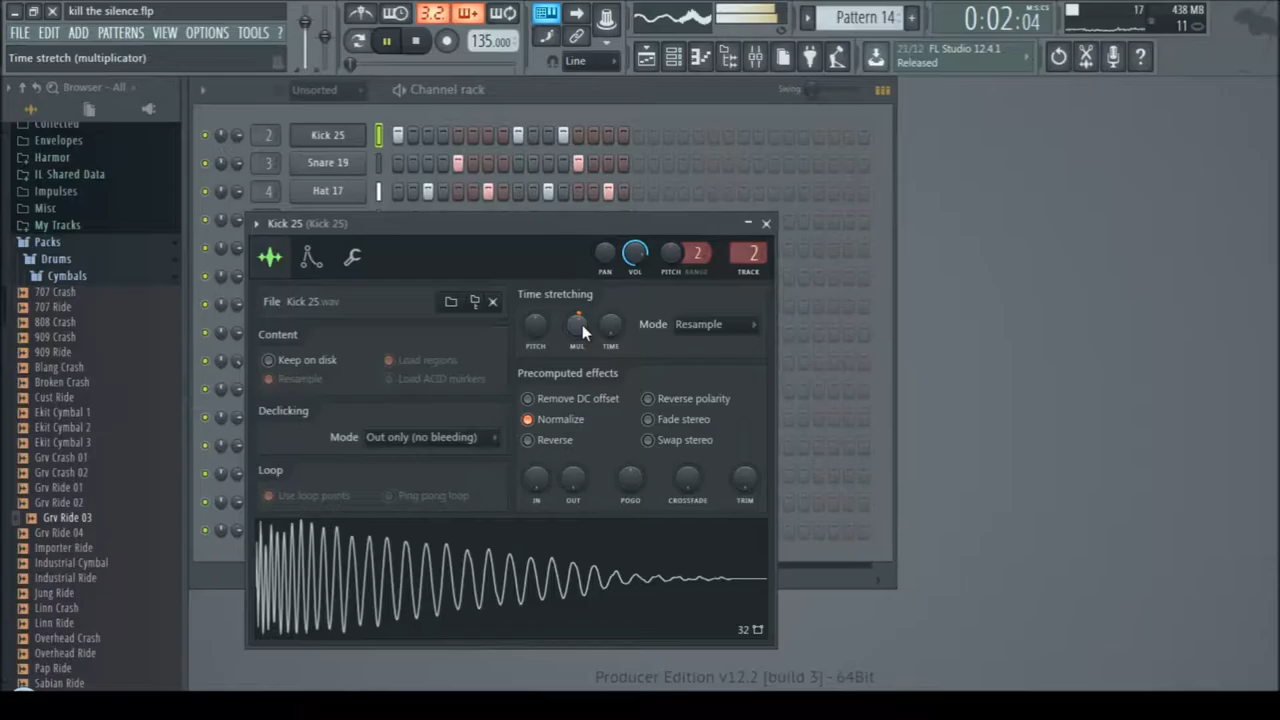 kill the silence.flp
FILE EDIT ADD PATTERNS VIEW OPTIONS TOOLS ?
Time stretch (multiplicator)
3.2
135.000
Line
Pattern 14
0:02:04
M:S:CS
17
438 MB
11
21/12 FL Studio 12.4.1
Released
Browser - All
Collected
Envelopes
Harmor
IL Shared Data
Impulses
Misc
My Tracks
Packs
Drums
Cymbals
707 Crash
707 Ride
808 Crash
909 Crash
909 Ride
Blang Crash
Broken Crash
Cust Ride
Ekit Cymbal 1
Ekit Cymbal 2
Ekit Cymbal 3
Grv Crash 01
Grv Crash 02
Grv Ride 01
Grv Ride 02
Grv Ride 03
Grv Ride 04
Importer Ride
Industrial Cymbal
Industrial Ride
Jung Ride
Linn Crash
Linn Ride
Overhead Crash
Overhead Ride
Pap Ride
Sabian Ride
Unsorted
Channel rack
Swing
2 Kick 25
3 Snare 19
4 Hat 17
Kick 25 (Kick 25)
PAN VOL PITCH RANGE TRACK
2
2
File Kick 25.wav
Content
Keep on disk
Load regions
Resample
Load ACID markers
Declicking
Mode Out only (no bleeding)
Loop
Use loop points
Ping pong loop
Time stretching
PITCH MUL TIME
Mode Resample
Precomputed effects
Remove DC offset
Reverse polarity
Normalize
Fade stereo
Reverse
Swap stereo
IN OUT POGO CROSSFADE TRIM
32
Producer Edition v12.2 [build 3] - 64Bit